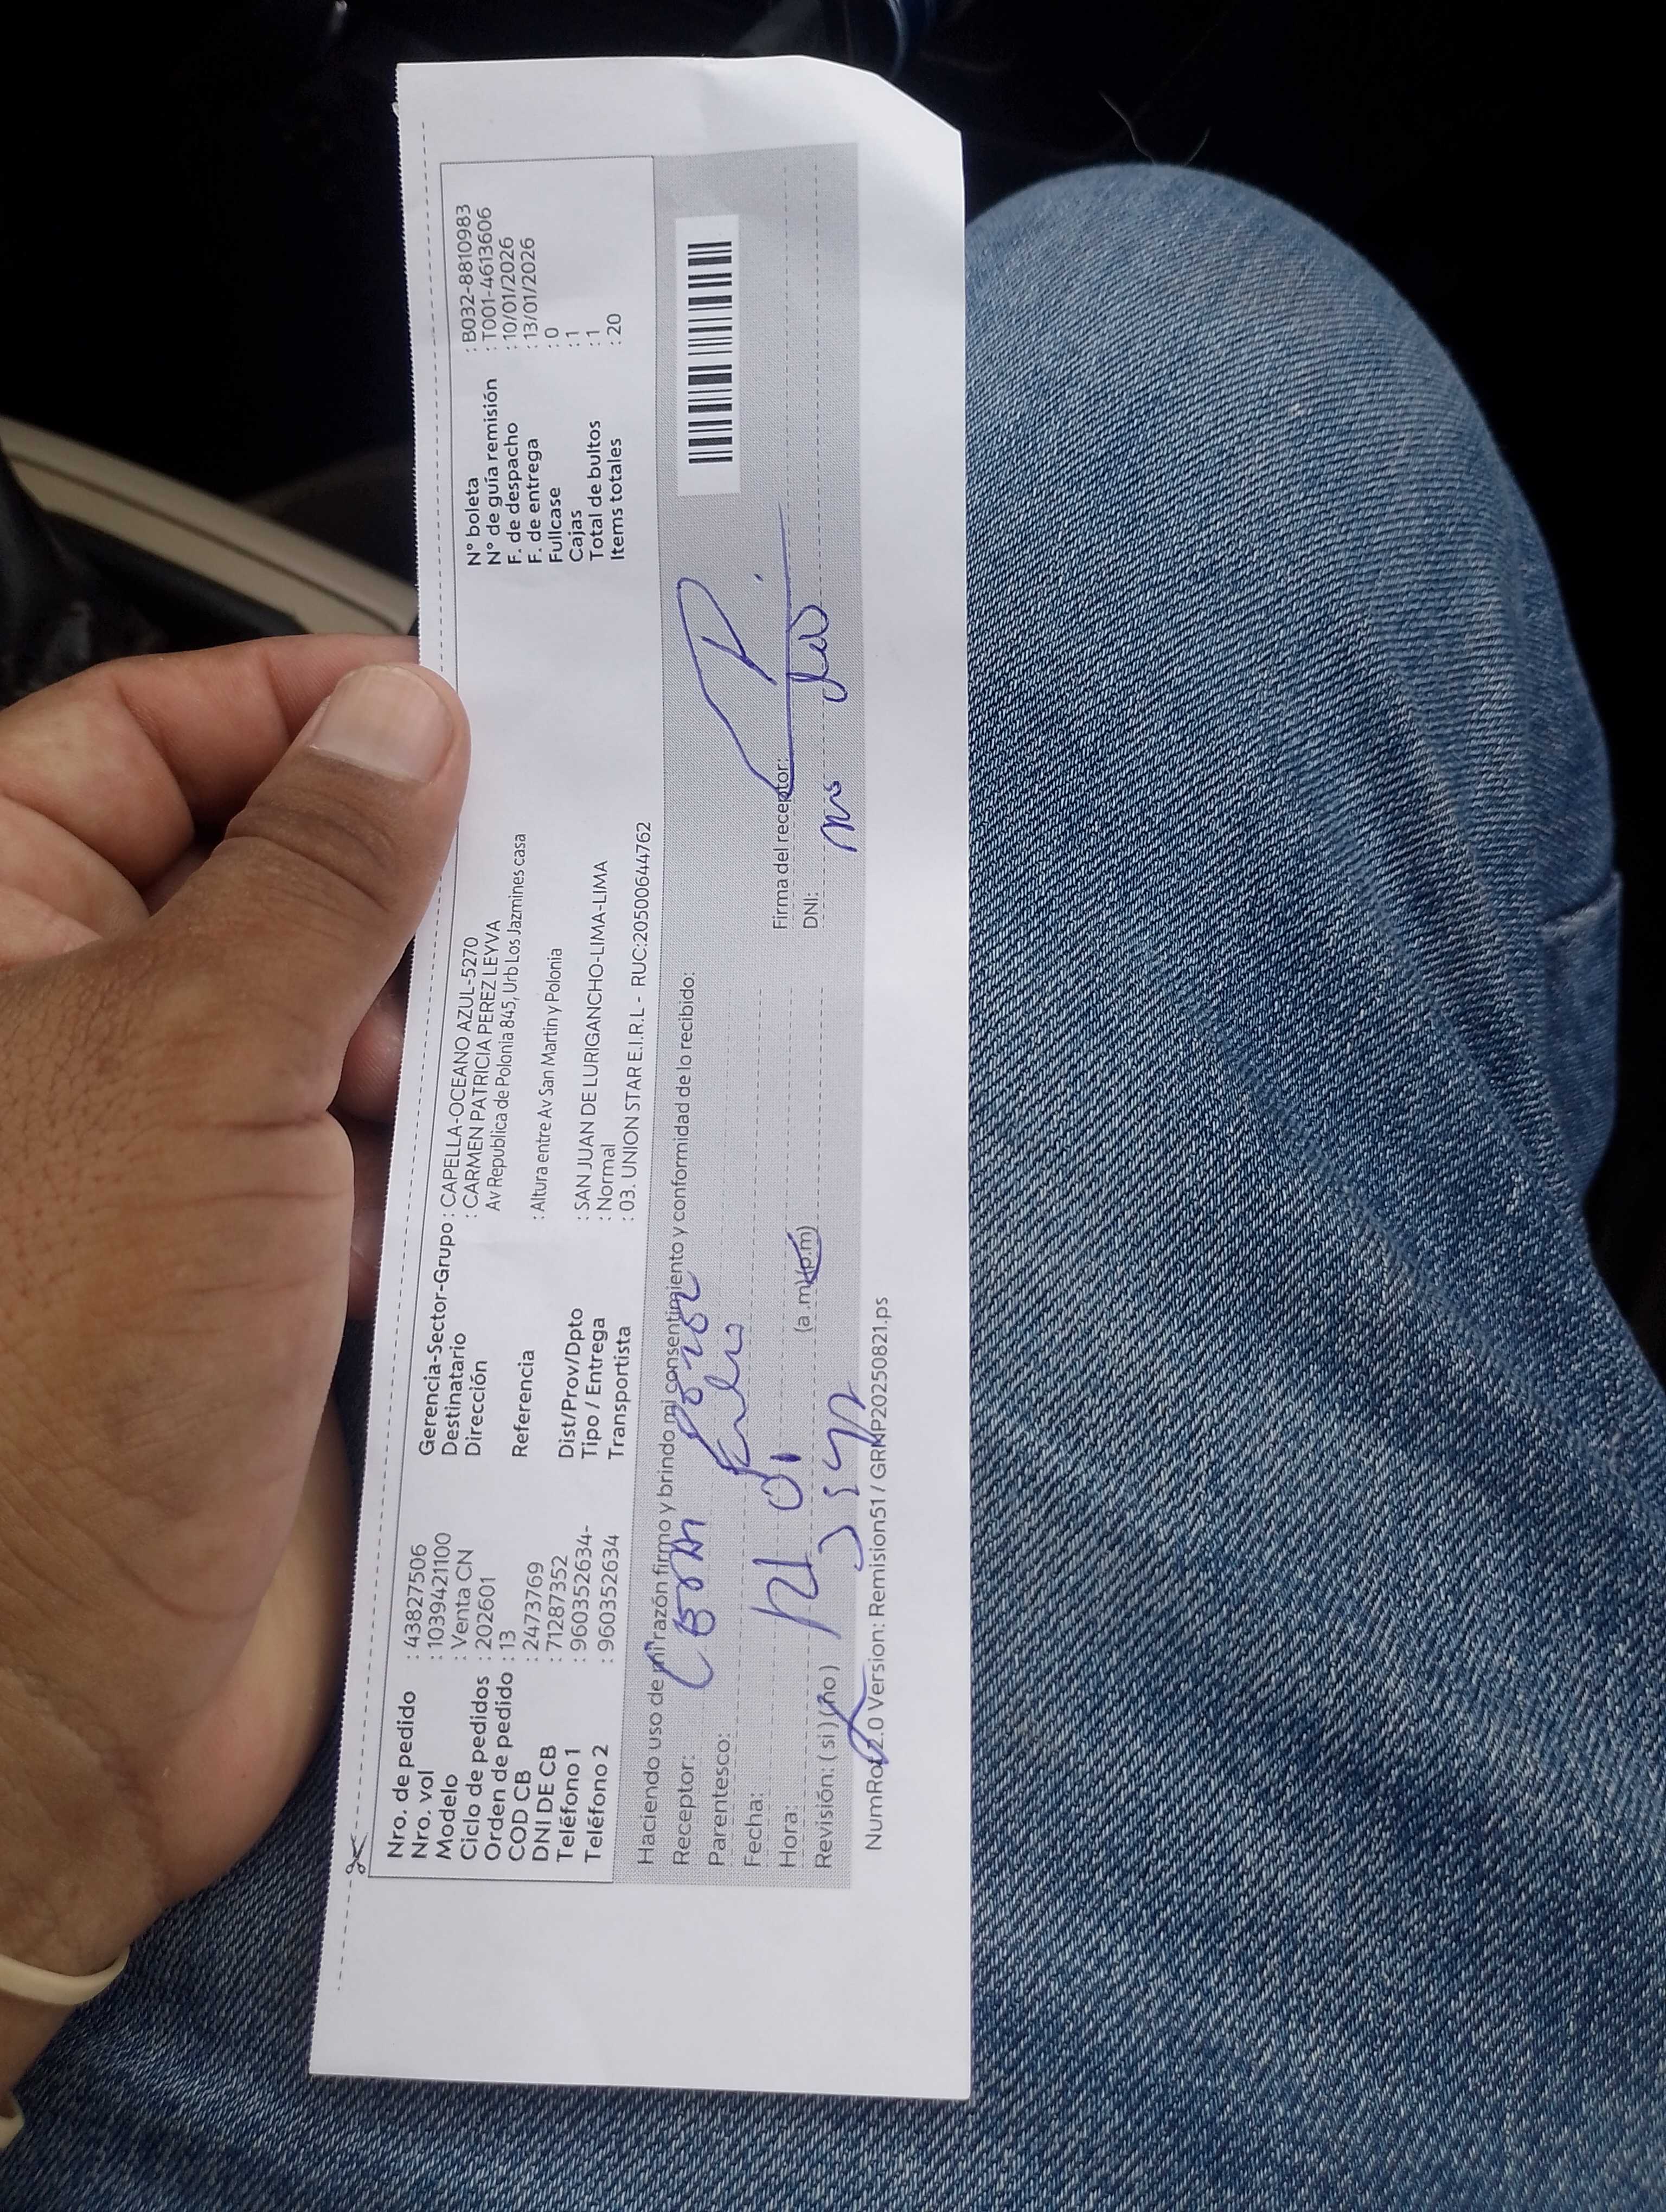 Nro. de pedido : 43827506
Nro. vol : 1039421100
Modelo : Venta CN
Ciclo de pedidos : 202601
Orden de pedido : 13
COD CB : 2473769
DNI DE CB : 71287352
Teléfono 1 : 960352634-
Teléfono 2 : 960352634
Gerencia-Sector-Grupo : CAPELLA-OCEANO AZUL-5270
Destinatario : CARMEN PATRICIA PEREZ LEYVA
Dirección Av Republica de Polonia 845, Urb Los Jazmines casa
Referencia : Altura entre Av San Martin y Polonia
Dist/Prov/Dpto : SAN JUAN DE LURIGANCHO-LIMA-LIMA
Tipo / Entrega : Normal
Transportista : 03. UNION STAR E.I.R.L - RUC:20500644762
N° boleta : B032-8810983
N° de guía remisión : T001-4613606
F. de despacho : 10/01/2026
F. de entrega : 13/01/2026
Fullcase : 0
Cajas : 1
Total de bultos : 1
Items totales : 20
Haciendo uso de mi razón firmo y brindo mi consentimiento y conformidad de lo recibido:
Receptor:
Parentesco:
Fecha:
Hora: (a.m)(p.m)
Revisión: ( si ) ( no )
Firma del receptor:
DNI:
NumRot2.0 Version: Remision51 / GRMP20250821.ps